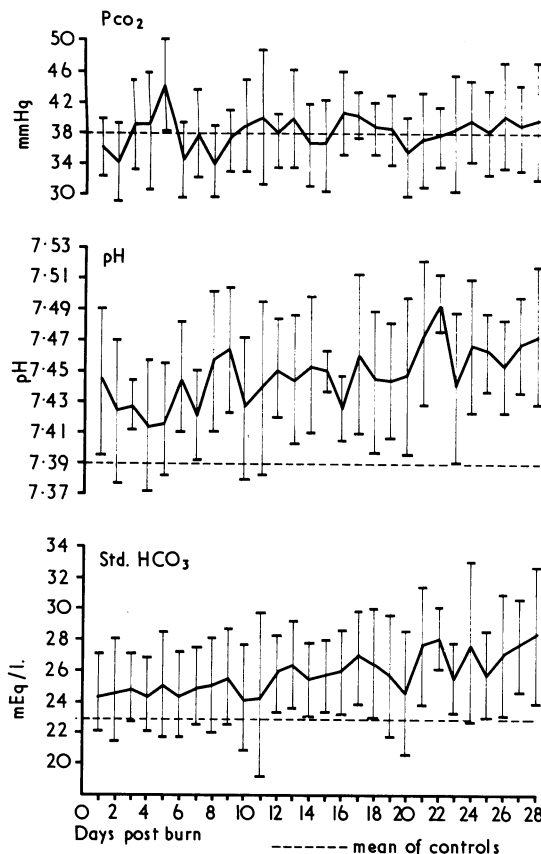 Pco₂
50
46
42
38
34
30
mmHg
pH
7·53
7·51
7·49
7·47
7·45
7·43
7·41
7·39
7·37
pH
Std. HCO₃
34
32
30
28
26
24
22
20
mEq/l.
0 2 4 6 8 10 12 14 16 18 20 22 24 26 28
Days post burn
------- mean of controls